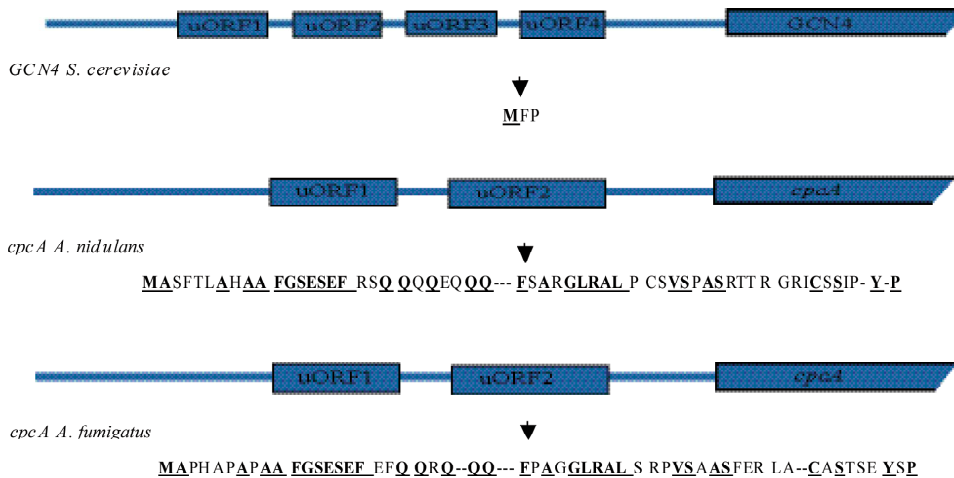 uORF1 uORF2 uORF3 uORF4 GCN4
GCN4 S. cerevisiae
MFP
uORF1 uORF2 cpcA
cpcA A. nidulans
MASFTLAHAA FGSESEF RSQ QQQEQQQ--- FSARGLRAL P CSVSPASRTT R GRICSSIP- Y-P
uORF1 uORF2 cpcA
cpcA A. fumigatus
MAPHAPAPAA FGSESEF EFQ QRQ--QQ--- FPAGGLRAL S RPVSAASFER LA--CASTSE YSP